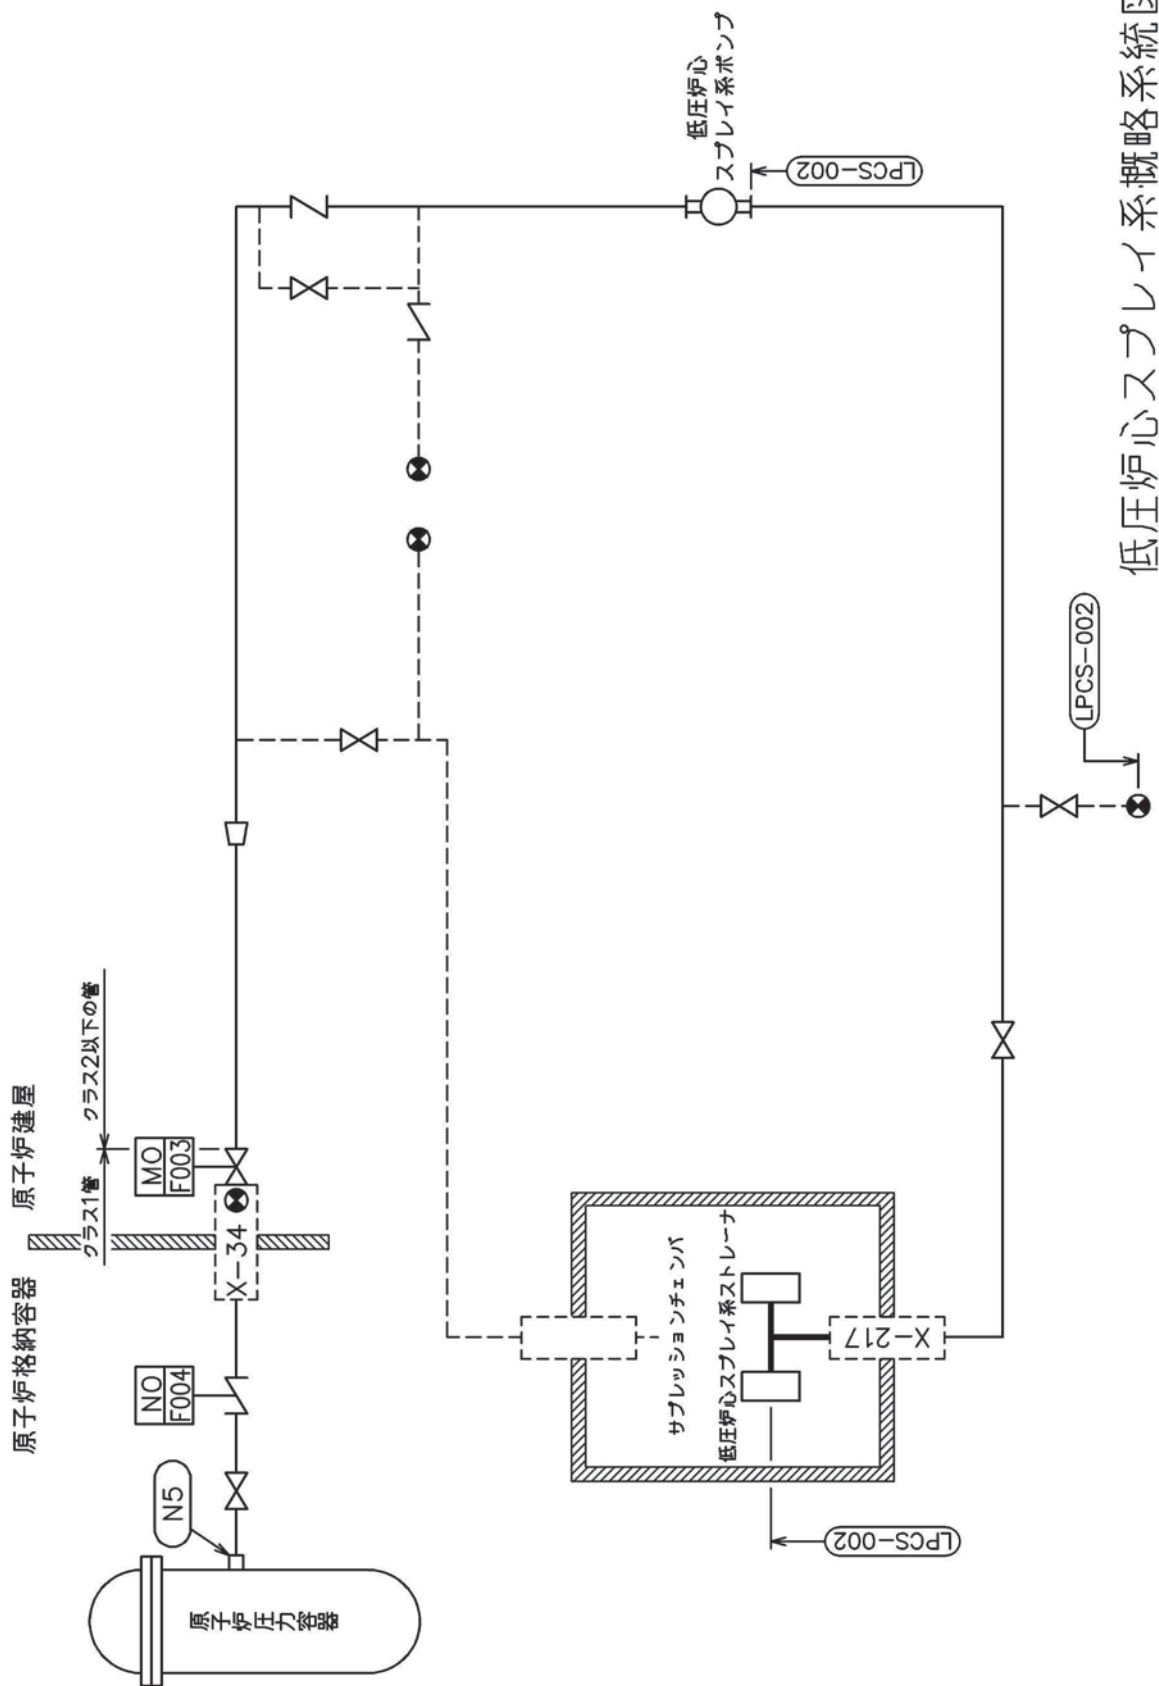 原子炉格納容器
原子炉建屋
クラス1管
クラス2以下の管
MO
F003
NO
F004
X-34
N5
原子炉圧力容器
低圧炉心
スプレイ系ポンプ
LPCS-002
サプレッションチェンバ
低圧炉心スプレイ系ストレーナ
X-217
LPCS-002
LPCS-002
低圧炉心スプレイ系概略系統